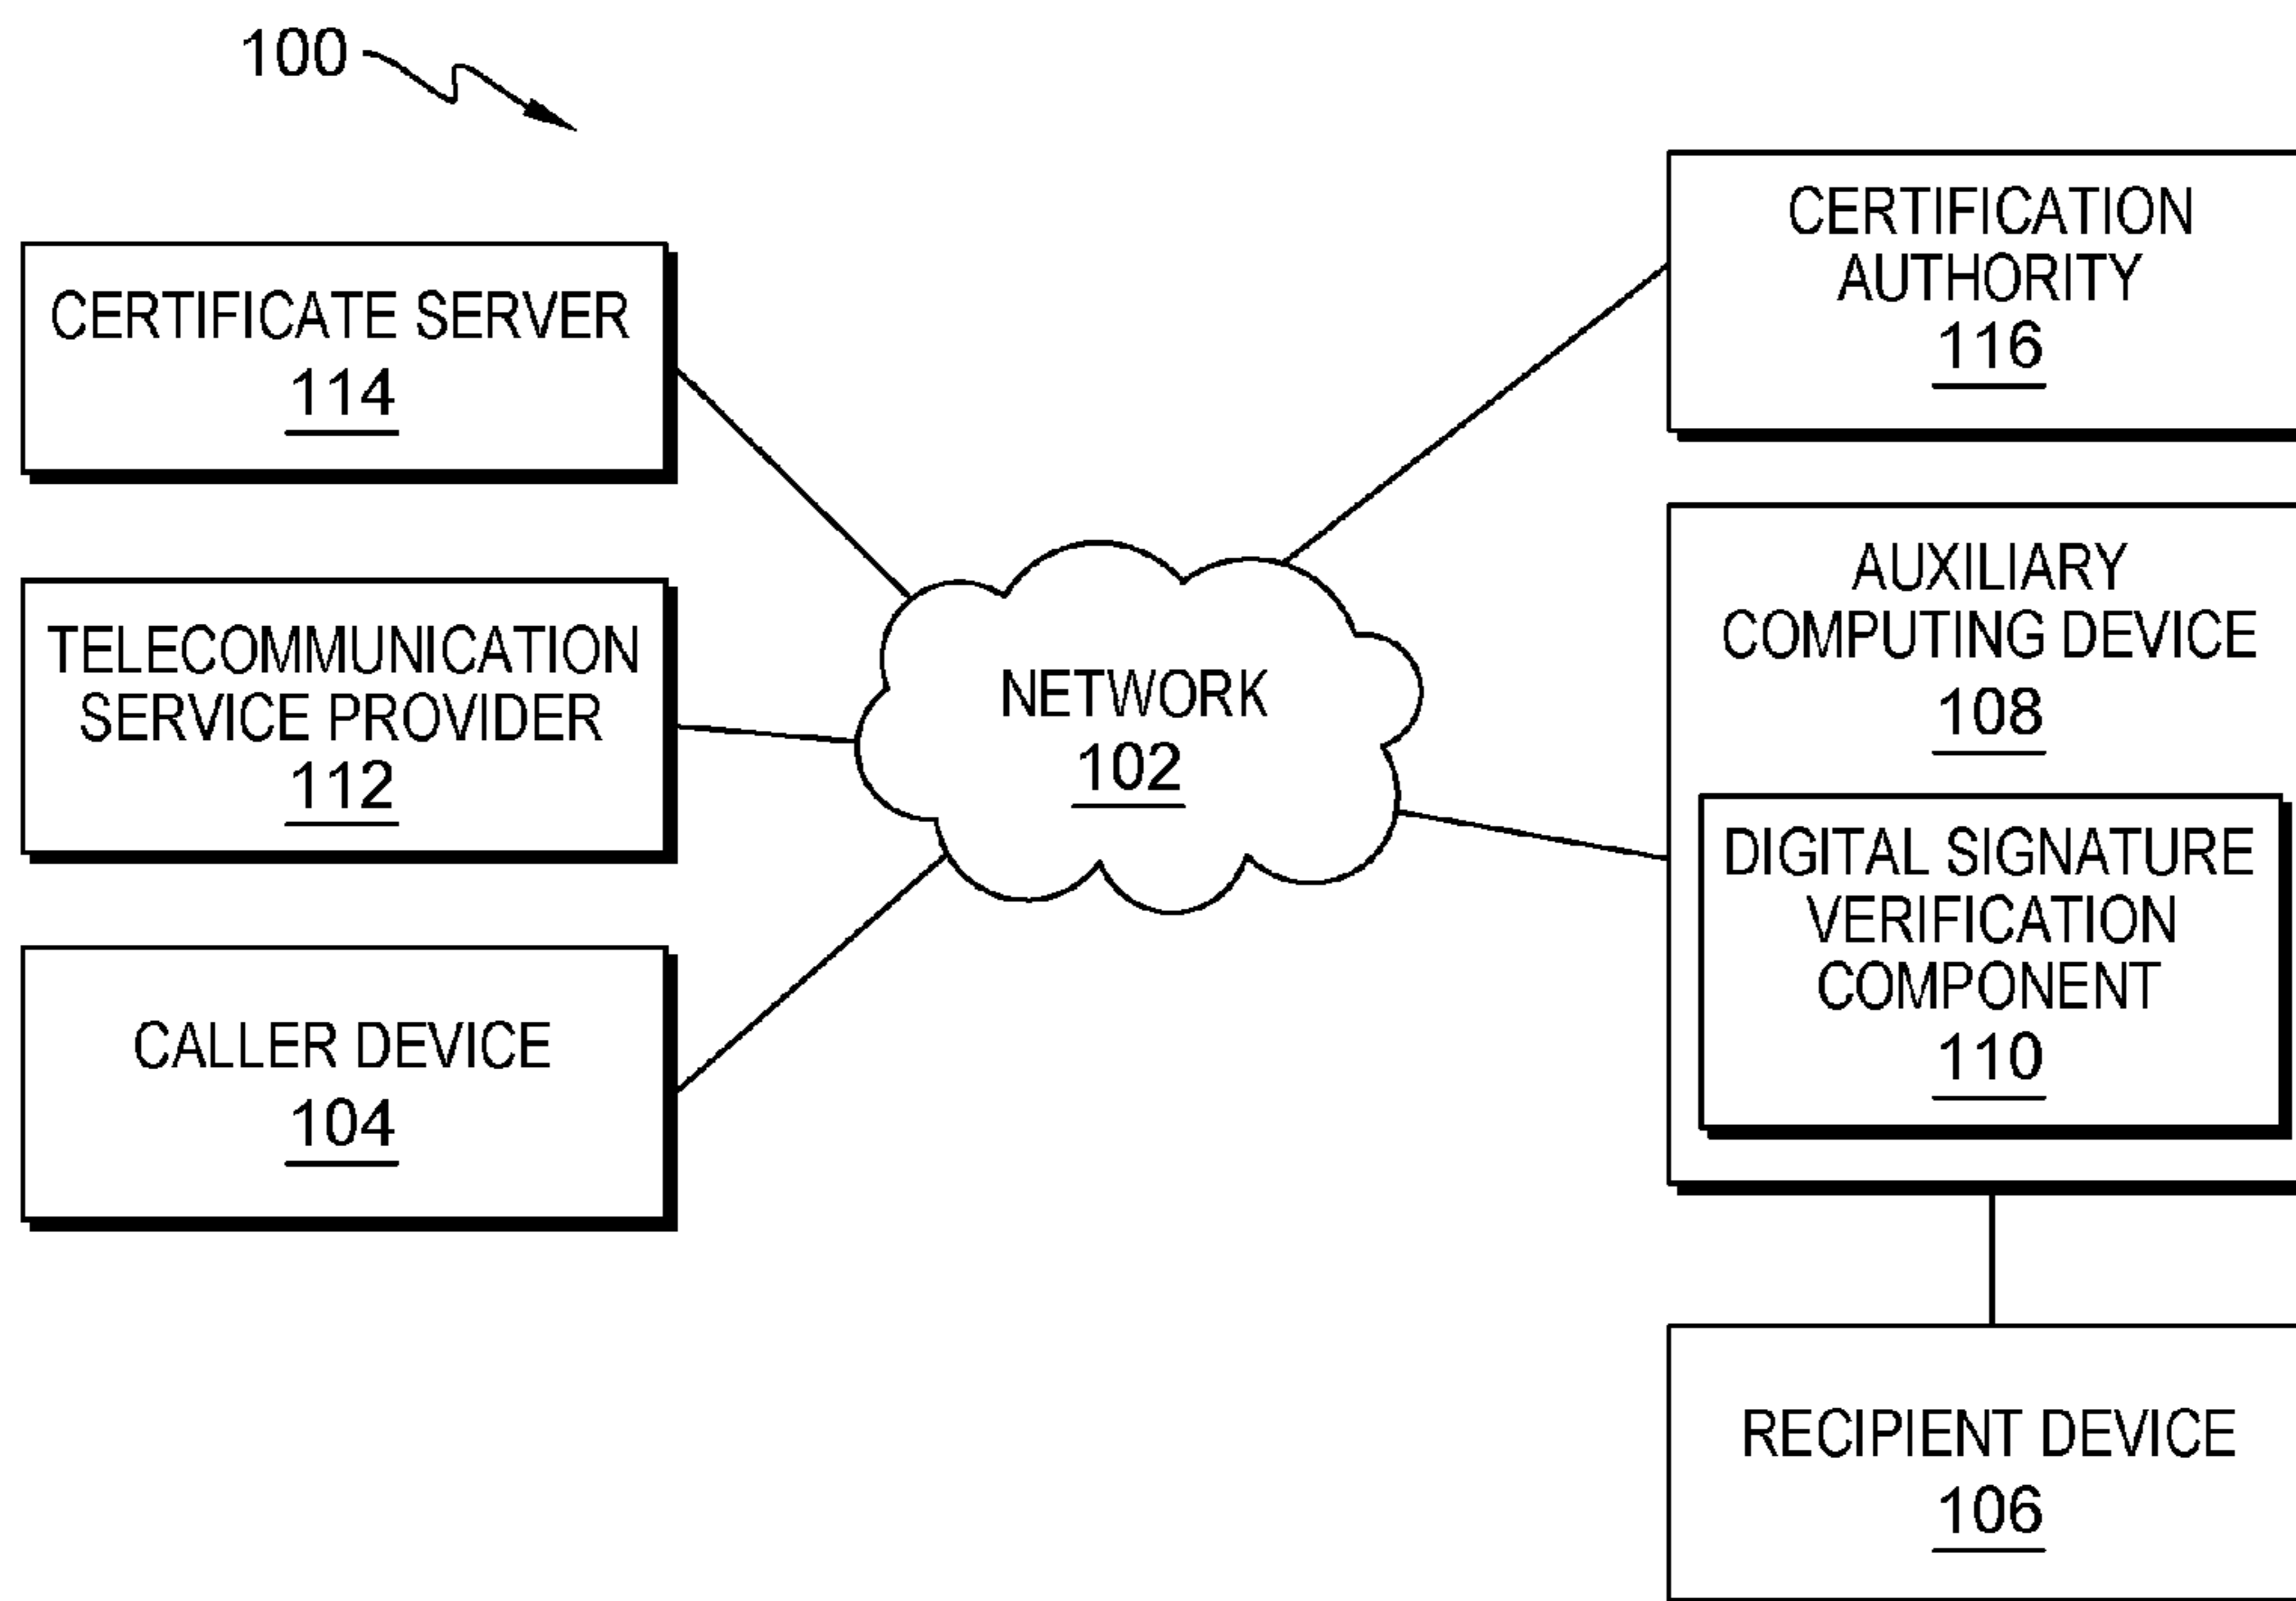 100
CERTIFICATE SERVER
114
TELECOMMUNICATION
SERVICE PROVIDER
112
CALLER DEVICE
104
NETWORK
102
CERTIFICATION
AUTHORITY
116
AUXILIARY
COMPUTING DEVICE
108
DIGITAL SIGNATURE
VERIFICATION
COMPONENT
110
RECIPIENT DEVICE
106